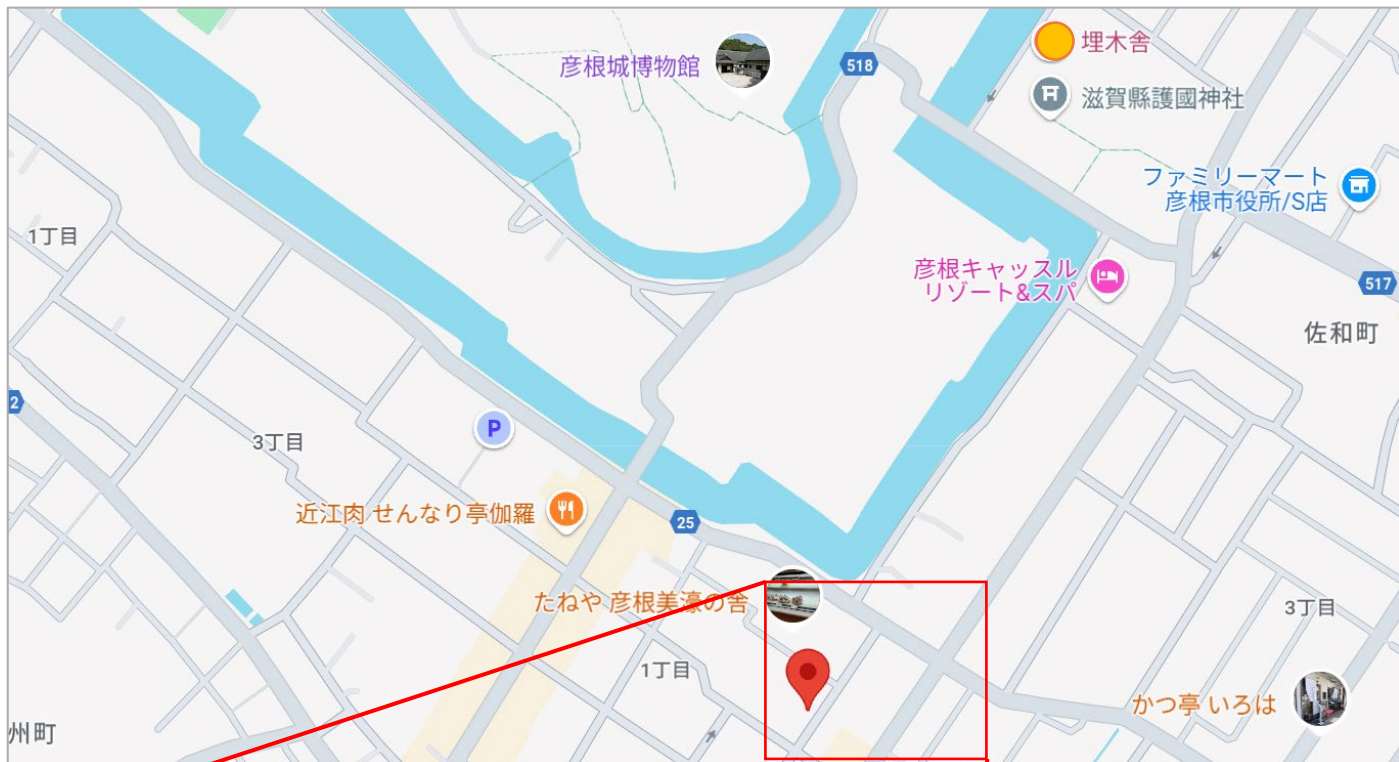 彦根城博物館
518
埋木舎
滋賀縣護國神社
ファミリーマート
彦根市役所/S店
1丁目
彦根キャッスル
リゾート&スパ
517
佐和町
2
P
3丁目
近江肉 せんなり亭伽羅
25
たねや 彦根美濠の舎
3丁目
1丁目
かつ亭 いろは
州町